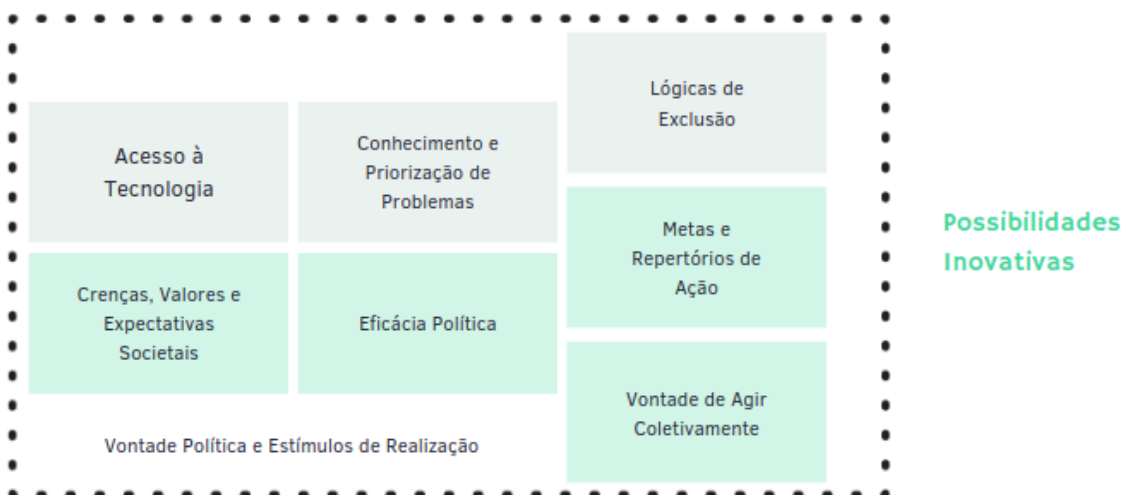 Acesso à
Tecnologia
Conhecimento e
Priorização de
Problemas
Lógicas de
Exclusão
Crenças, Valores e
Expectativas
Societais
Eficácia Política
Metas e
Repertórios de
Ação
Vontade de Agir
Coletivamente
Vontade Política e Estímulos de Realização
Possibilidades
Inovativas